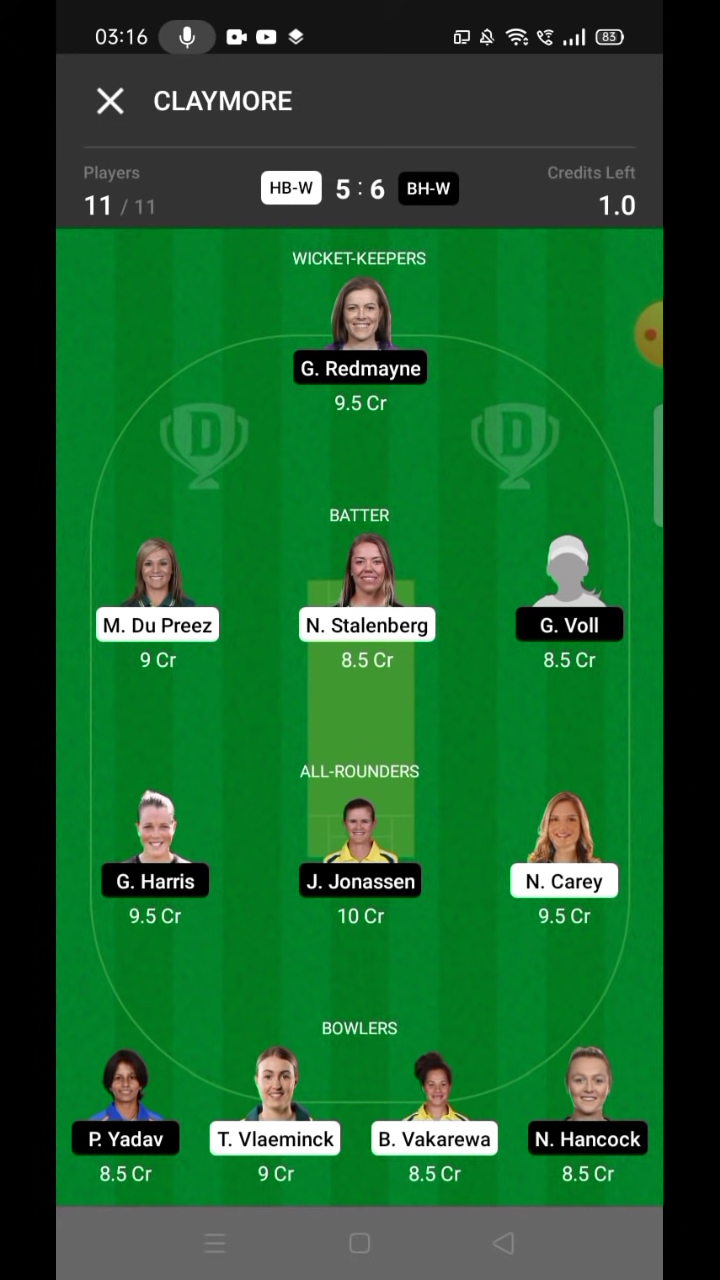 03:16
83
CLAYMORE
Players
11 / 11
HB-W 5 : 6 BH-W
Credits Left
1.0
WICKET-KEEPERS
G. Redmayne
9.5 Cr
D D
BATTER
M. Du Preez N. Stalenberg G. Voll
9 Cr 8.5 Cr 8.5 Cr
ALL-ROUNDERS
G. Harris J. Jonassen N. Carey
9.5 Cr 10 Cr 9.5 Cr
BOWLERS
P. Yadav T. Vlaeminck B. Vakarewa N. Hancock
8.5 Cr 9 Cr 8.5 Cr 8.5 Cr